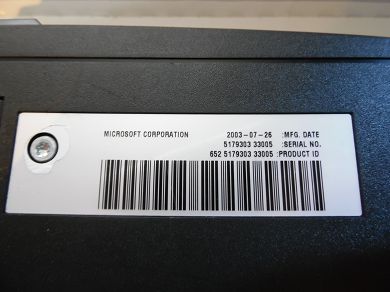 MICROSOFT CORPORATION 2003-07-26 :MFG. DATE
5179303 33005 :SERIAL NO.
652 5179303 33005 :PRODUCT ID